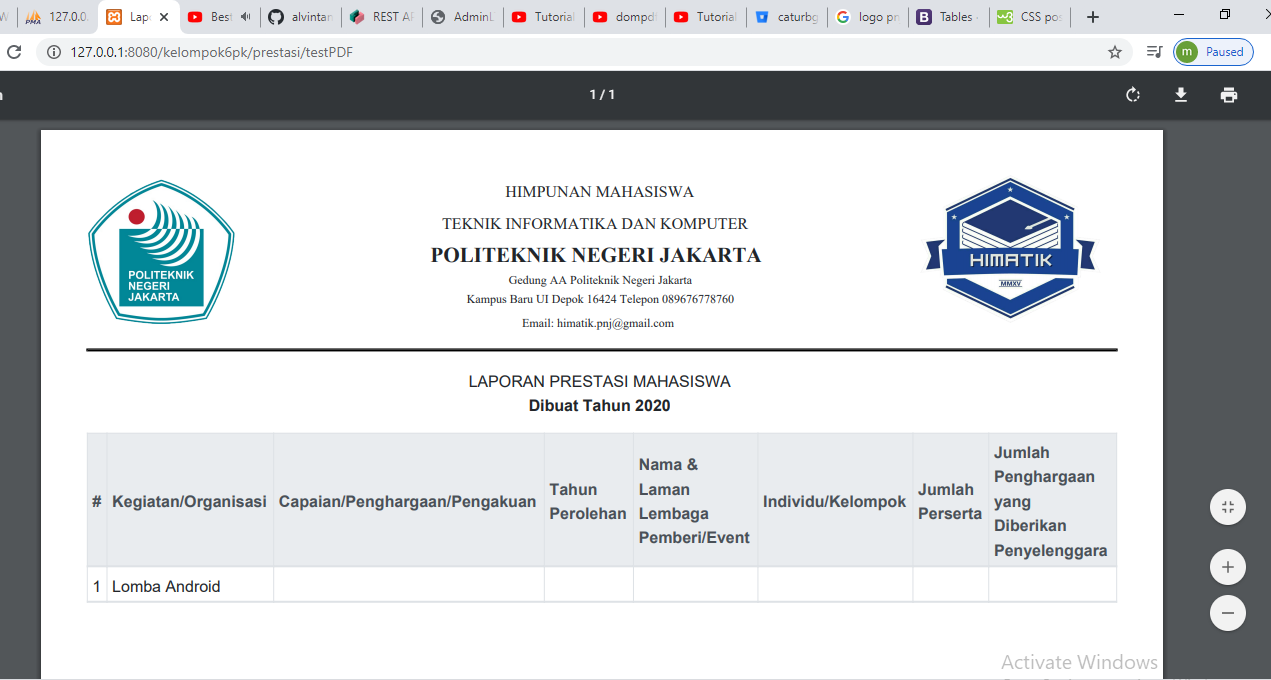 127.0.0.
Lap
Best
alvintan
REST AP
AdminL
Tutorial
dompdf
Tutorial
caturbg
logo pn
Tables -
CSS pos
127.0.0.1:8080/kelompok6pk/prestasi/testPDF
m Paused
1 / 1
POLITEKNIK
NEGERI
JAKARTA
HIMPUNAN MAHASISWA
TEKNIK INFORMATIKA DAN KOMPUTER
POLITEKNIK NEGERI JAKARTA
Gedung AA Politeknik Negeri Jakarta
Kampus Baru UI Depok 16424 Telepon 089676778760
Email: himatik.pnj@gmail.com
HIMATIK
MMXV
LAPORAN PRESTASI MAHASISWA
Dibuat Tahun 2020
#
Kegiatan/Organisasi
Capaian/Penghargaan/Pengakuan
Tahun
Perolehan
Nama &
Laman
Lembaga
Pemberi/Event
Individu/Kelompok
Jumlah
Perserta
Jumlah
Penghargaan
yang
Diberikan
Penyelenggara
1 Lomba Android
Activate Windows